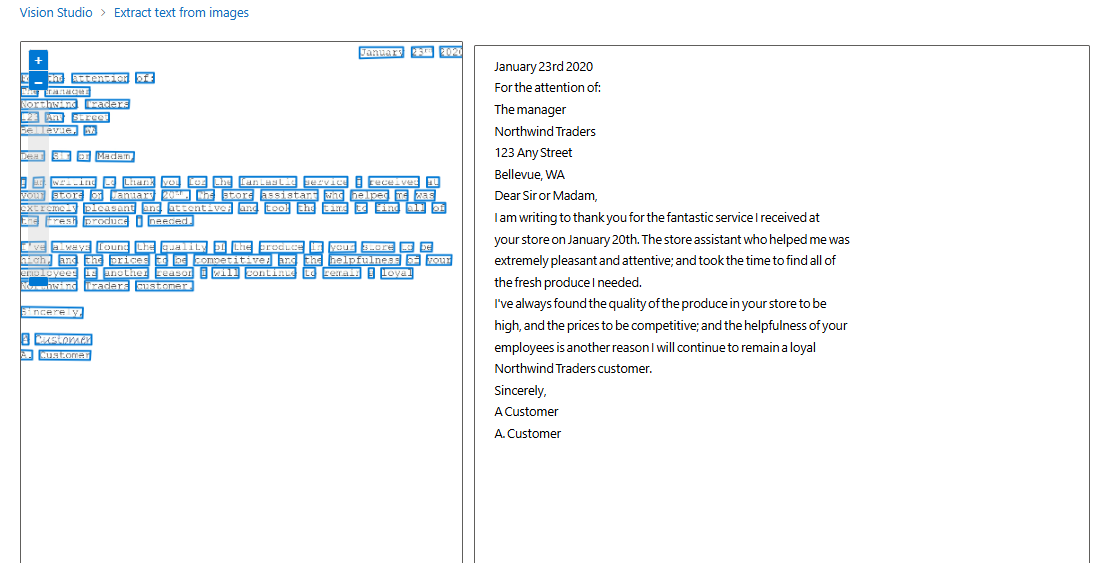 Vision Studio > Extract text from images
+
−
January 23rd 2020
the attention of:
The manager
Northwind Traders
123 Any Street
Bellevue, WA
Dear Sir or Madam,
I am writing to thank you for the fantastic service I received at
your store on January 20th. The store assistant who helped me was
extremely pleasant and attentive; and took the time to find all of
the fresh produce I needed.
I've always found the quality of the produce in your store to be
high, and the prices to be competitive; and the helpfulness of your
employees is another reason I will continue to remain a loyal
Northwind Traders customer.
Sincerely,
A Customer
A. Customer
January 23rd 2020
For the attention of:
The manager
Northwind Traders
123 Any Street
Bellevue, WA
Dear Sir or Madam,
I am writing to thank you for the fantastic service I received at
your store on January 20th. The store assistant who helped me was
extremely pleasant and attentive; and took the time to find all of
the fresh produce I needed.
I've always found the quality of the produce in your store to be
high, and the prices to be competitive; and the helpfulness of your
employees is another reason I will continue to remain a loyal
Northwind Traders customer.
Sincerely,
A Customer
A. Customer